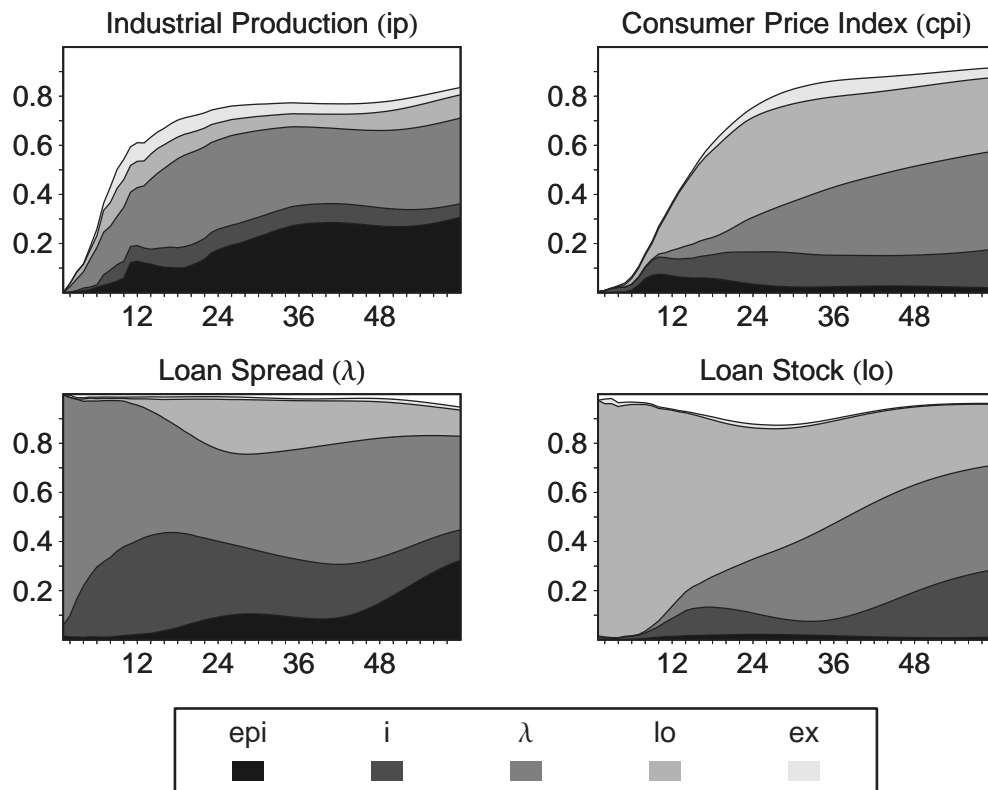 Industrial Production (ip)
Consumer Price Index (cpi)
0.8
0.6
0.4
0.2
12 24 36 48
0.8
0.6
0.4
0.2
12 24 36 48
Loan Spread (λ)
Loan Stock (lo)
0.8
0.6
0.4
0.2
12 24 36 48
0.8
0.6
0.4
0.2
12 24 36 48
epi i λ lo ex